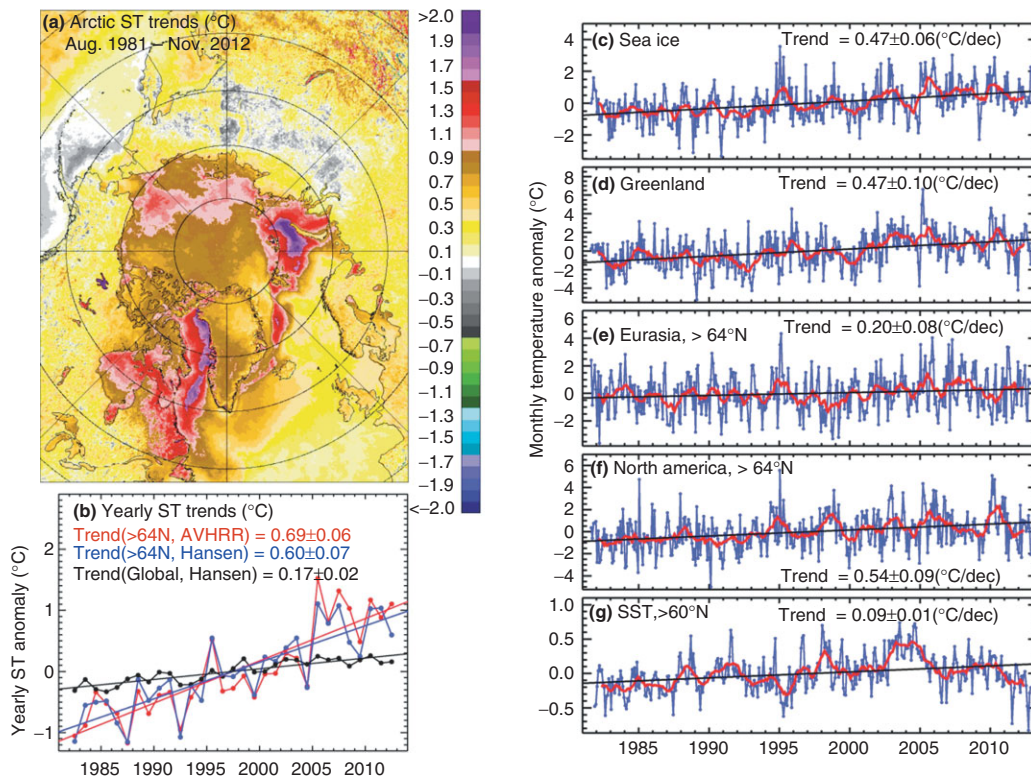 (a) Arctic ST trends (°C)
Aug. 1981 – Nov. 2012
>2.0
1.9
1.7
1.5
1.3
1.1
0.9
0.7
0.5
0.3
0.1
−0.1
−0.3
−0.5
−0.7
−0.9
−1.1
−1.3
−1.5
−1.7
−1.9
<−2.0
(b) Yearly ST trends (°C)
Trend(>64N, AVHRR) = 0.69±0.06
Trend(>64N, Hansen) = 0.60±0.07
Trend(Global, Hansen) = 0.17±0.02
Yearly ST anomaly (°C)
2
1
0
−1
1985 1990 1995 2000 2005 2010
Monthly temperature anomaly (°C)
(c) Sea ice
Trend = 0.47±0.06(°C/dec)
4
2
0
−2
(d) Greenland
Trend = 0.47±0.10(°C/dec)
8
6
4
2
0
−2
−4
(e) Eurasia, > 64°N
Trend = 0.20±0.08(°C/dec)
6
4
2
0
−2
(f) North america, > 64°N
Trend = 0.54±0.09(°C/dec)
6
4
2
0
−2
−4
(g) SST,>60°N
Trend = 0.09±0.01(°C/dec)
1.0
0.5
0.0
−0.5
1985 1990 1995 2000 2005 2010